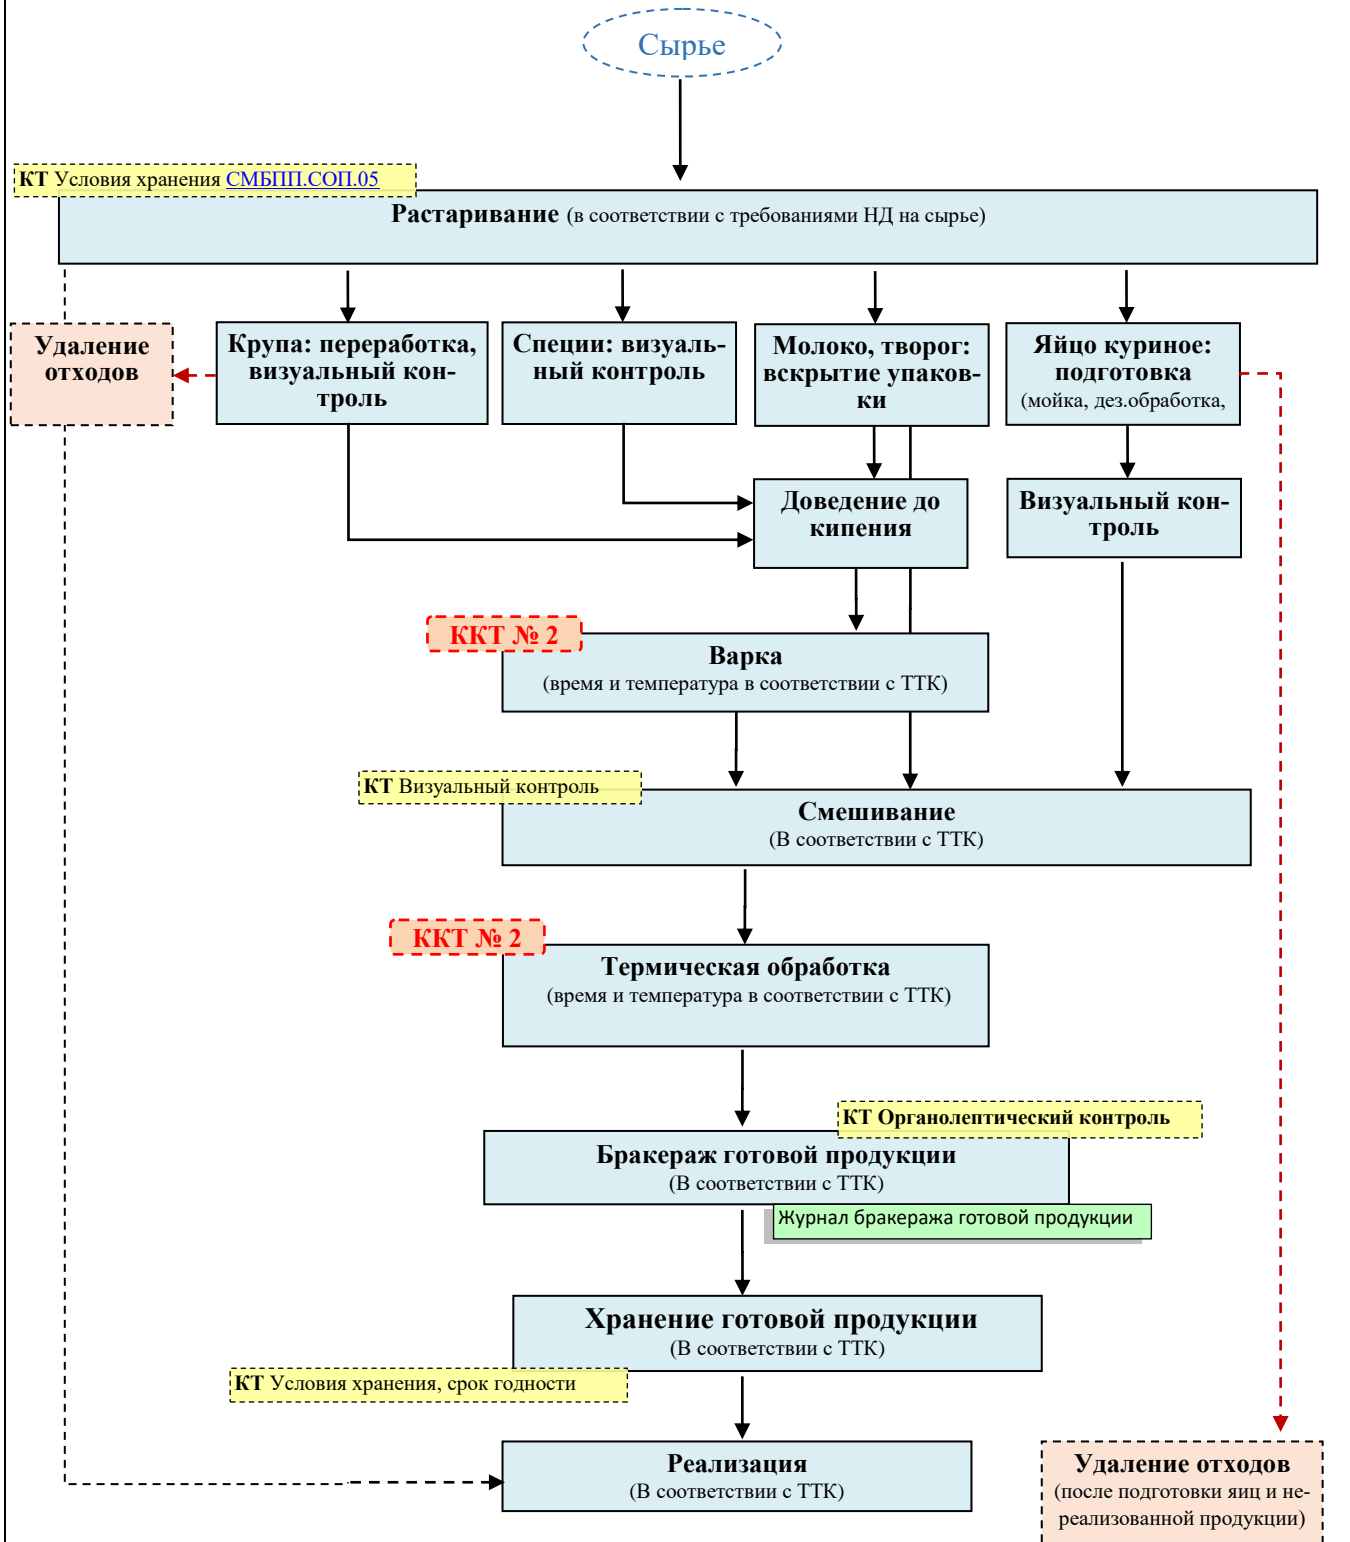 Сырье
КТ Условия хранения СМБПП.СОП.05
Растаривание (в соответствии с требованиями НД на сырье)
Удаление
отходов
Крупа: переработка,
визуальный кон-
троль
Специи: визуаль-
ный контроль
Молоко, творог:
вскрытие упаков-
ки
Яйцо куриное:
подготовка
(мойка, дез.обработка,
Доведение до
кипения
Визуальный кон-
троль
ККТ № 2
Варка
(время и температура в соответствии с ТТК)
КТ Визуальный контроль
Смешивание
(В соответствии с ТТК)
ККТ № 2
Термическая обработка
(время и температура в соответствии с ТТК)
КТ Органолептический контроль
Бракераж готовой продукции
(В соответствии с ТТК)
Журнал бракеража готовой продукции
Хранение готовой продукции
(В соответствии с ТТК)
КТ Условия хранения, срок годности
Реализация
(В соответствии с ТТК)
Удаление отходов
(после подготовки яиц и не-
реализованной продукции)